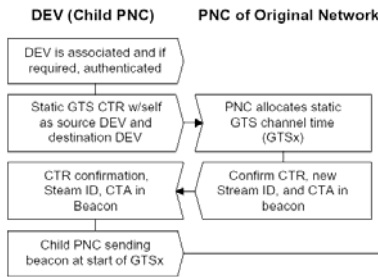 DEV (Child PNC)
PNC of Original Network
DEV is associated and if
required, authenticated
Static GTS CTR w/self
as source DEV and
destination DEV
PNC allocates static
GTS channel time
(GTSx)
CTR confirmation,
Steam ID, CTA in
Beacon
Confirm CTR, new
Stream ID, and CTA in
beacon
Child PNC sending
beacon at start of GTSx